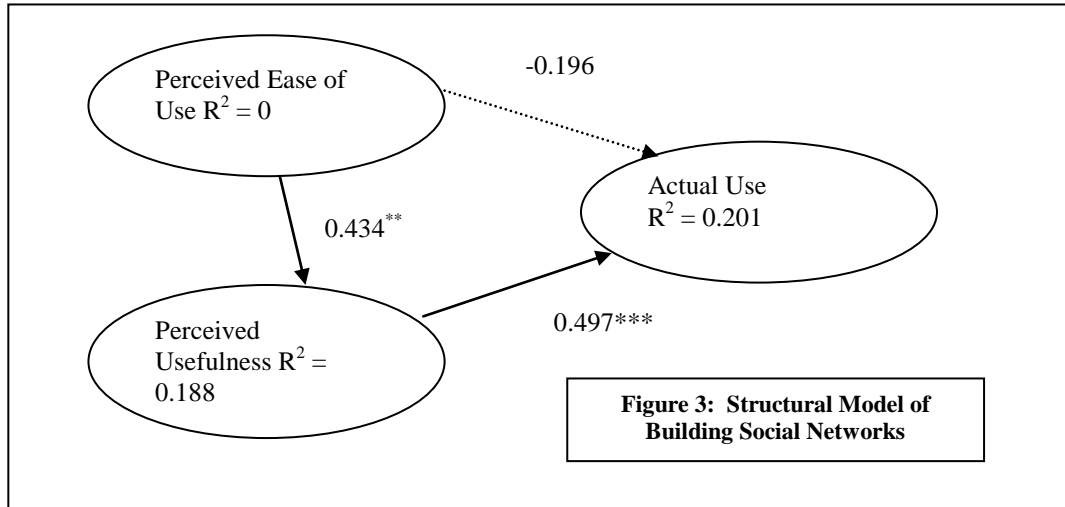 Perceived Ease of
Use R² = 0
-0.196
Actual Use
R² = 0.201
0.434**
Perceived
Usefulness R² =
0.188
0.497***
Figure 3: Structural Model of
Building Social Networks